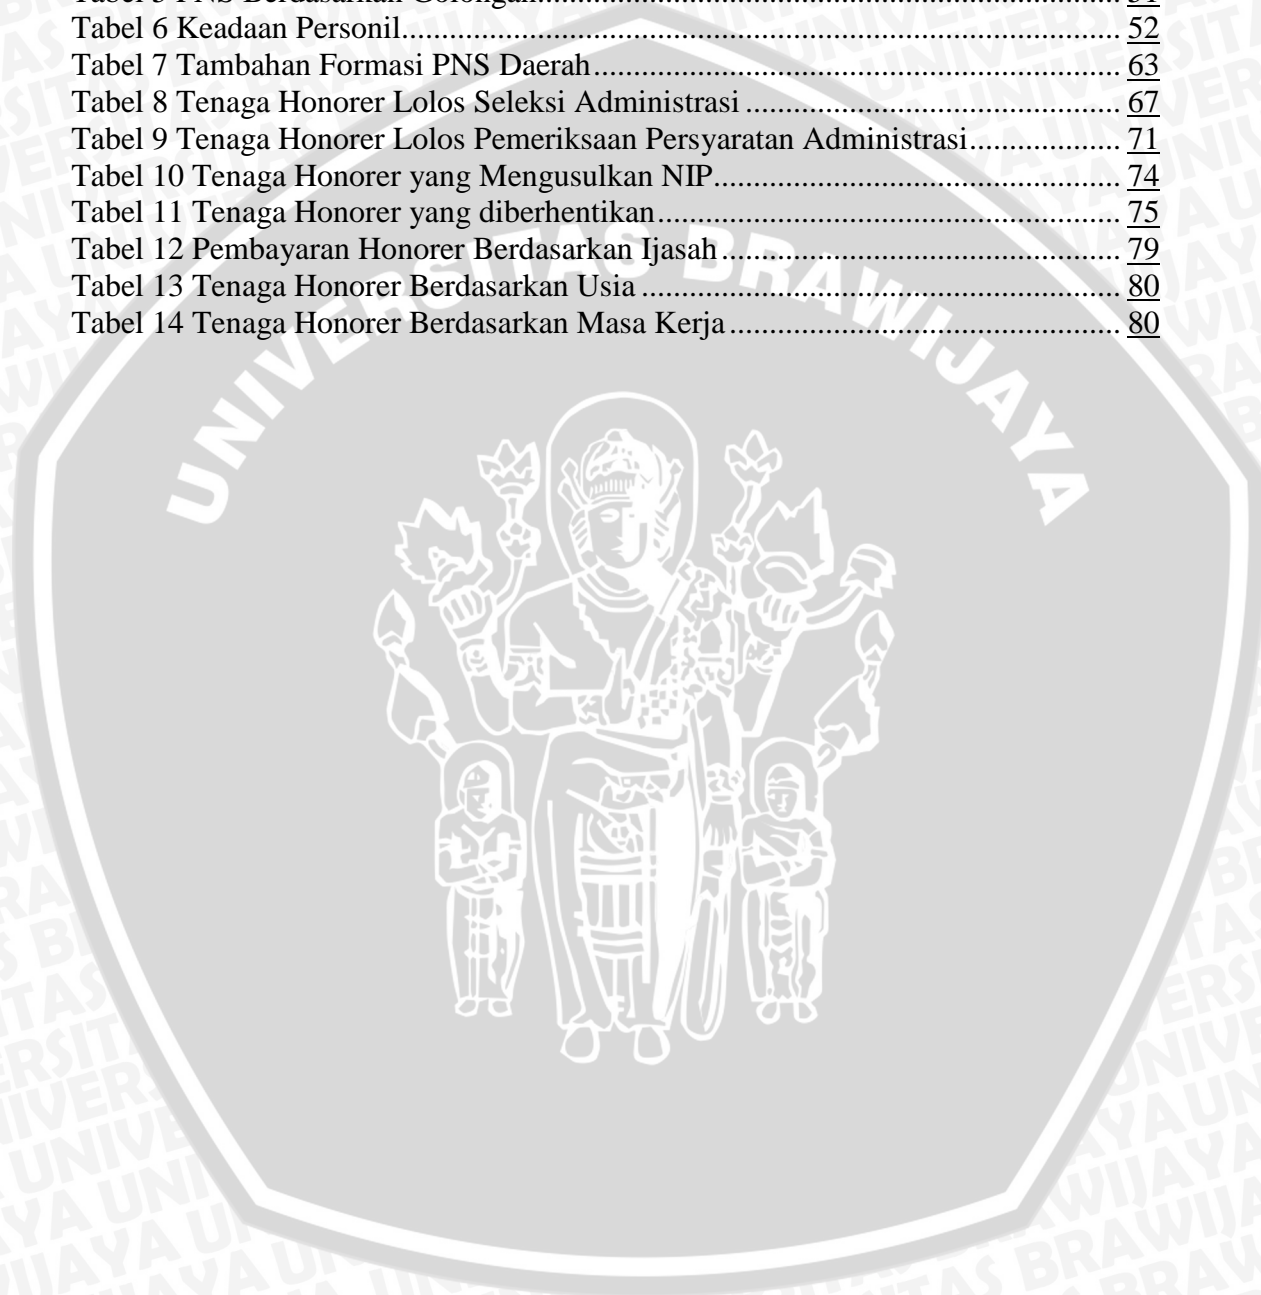 Tabel 5 PNS Berdasarkan Golongan........................................................................ 51
Tabel 6 Keadaan Personil......................................................................................... 52
Tabel 7 Tambahan Formasi PNS Daerah................................................................. 63
Tabel 8 Tenaga Honorer Lolos Seleksi Administrasi .............................................. 67
Tabel 9 Tenaga Honorer Lolos Pemeriksaan Persyaratan Administrasi................... 71
Tabel 10 Tenaga Honorer yang Mengusulkan NIP................................................... 74
Tabel 11 Tenaga Honorer yang diberhentikan.......................................................... 75
Tabel 12 Pembayaran Honorer Berdasarkan Ijasah .................................................. 79
Tabel 13 Tenaga Honorer Berdasarkan Usia ............................................................ 80
Tabel 14 Tenaga Honorer Berdasarkan Masa Kerja ................................................. 80
UNIVERSITAS BRAWIJAYA